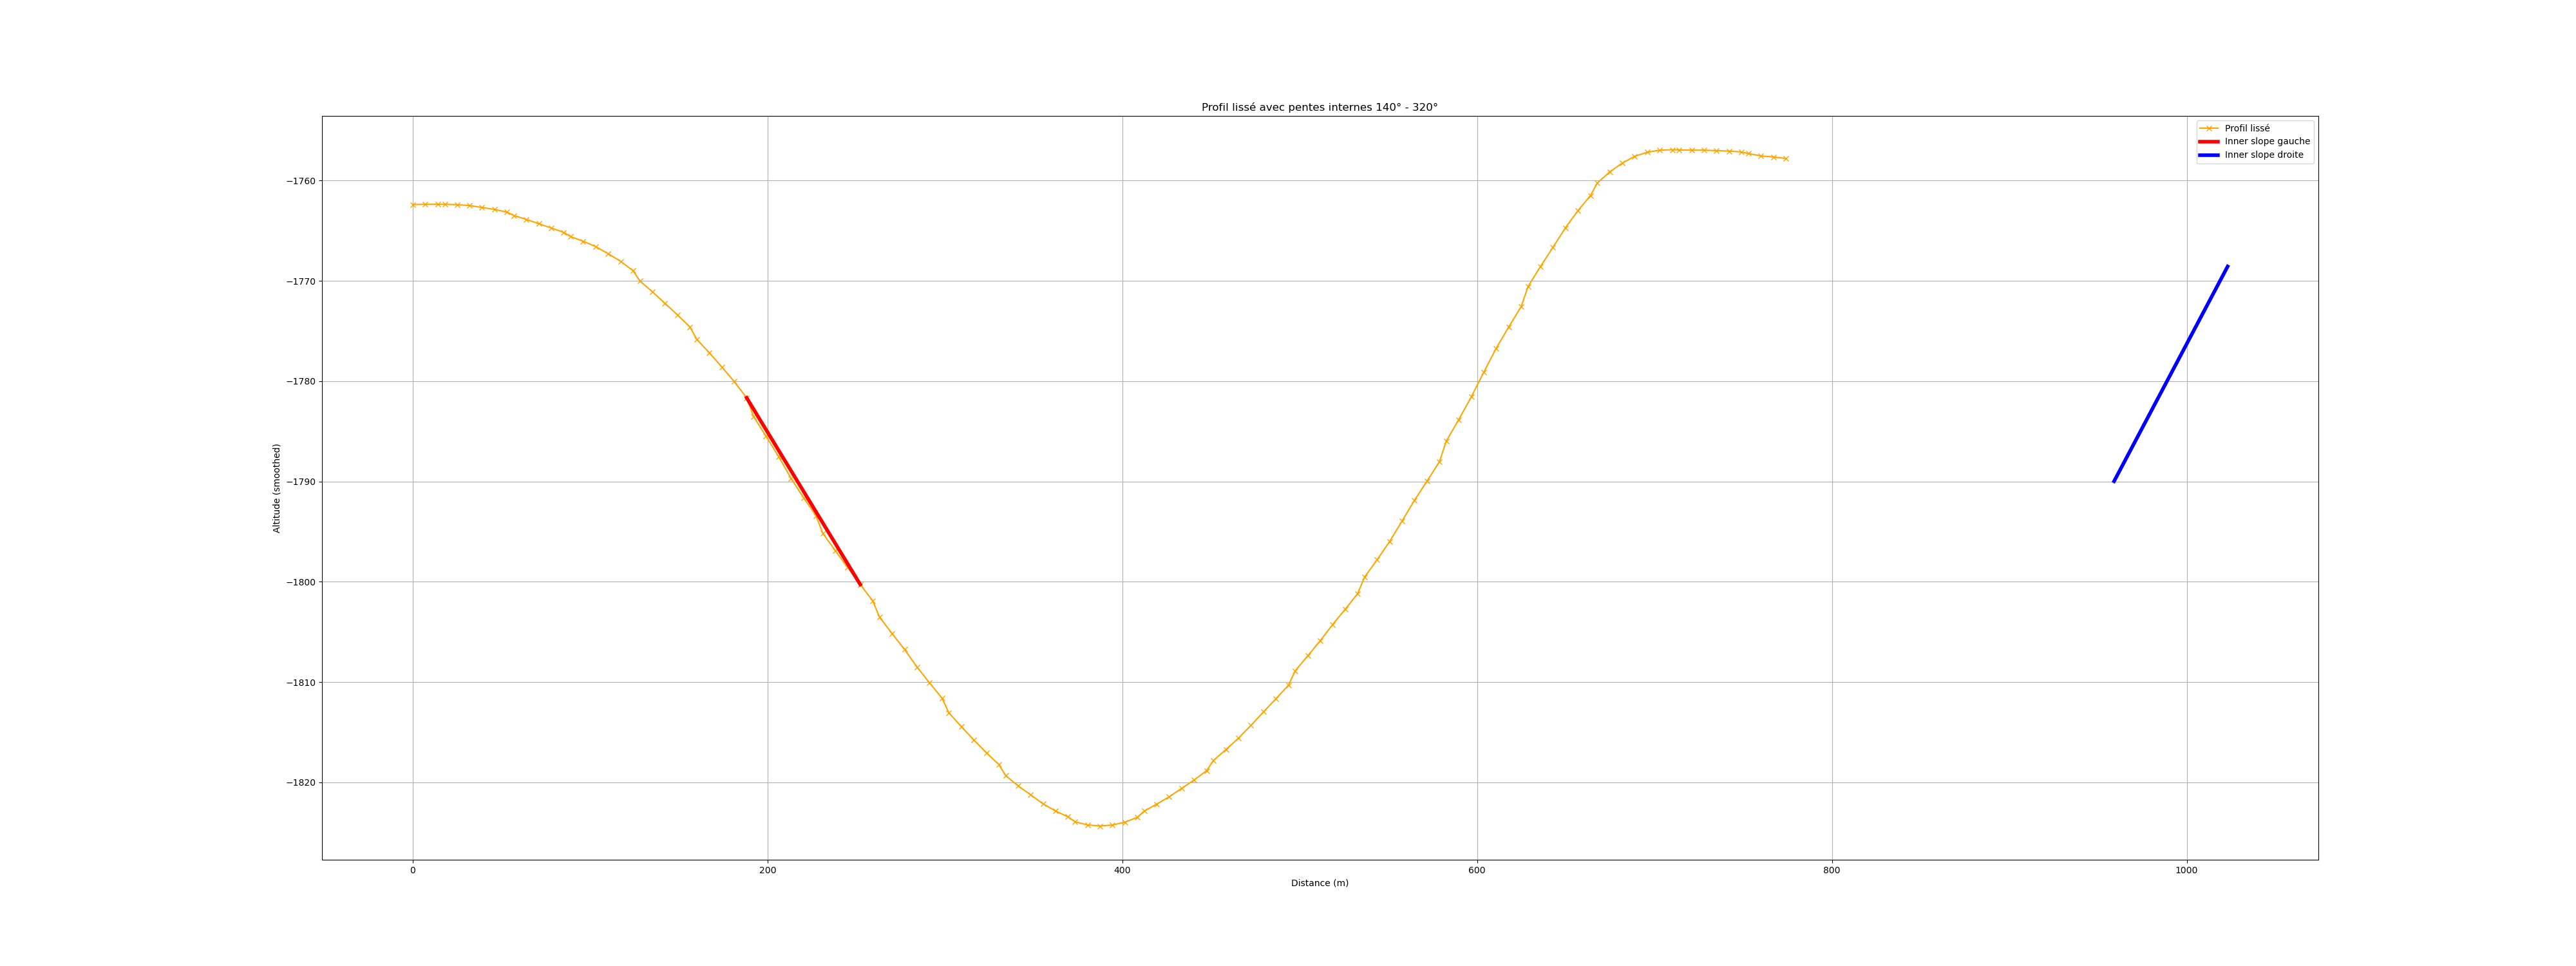 Profil lissé avec pentes internes 140° - 320°
Profil lissé
Inner slope gauche
Inner slope droite
Altitude (smoothed)
−1760
−1770
−1780
−1790
−1800
−1810
−1820
0
200
400
600
800
1000
Distance (m)